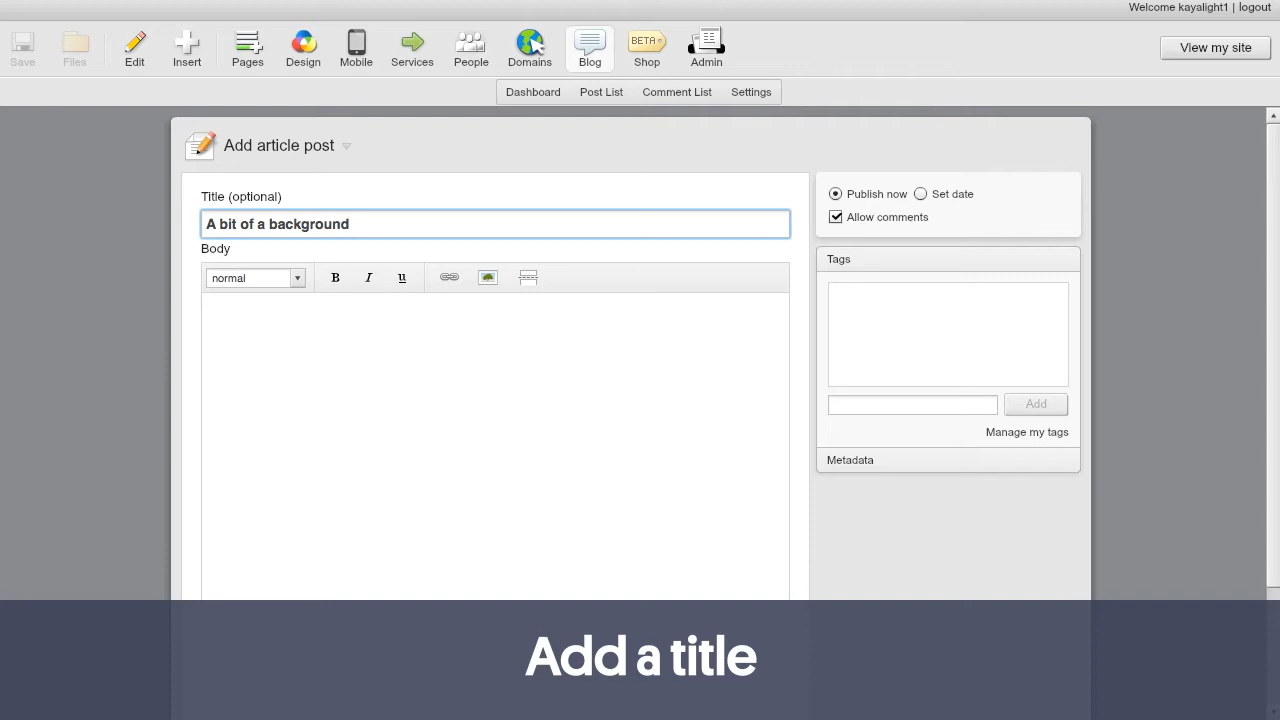 Welcome kayalight1 | logout
Save Files Edit Insert Pages Design Mobile Services People Domains Blog BETA Shop Admin View my site
Dashboard Post List Comment List Settings
Add article post
Title (optional)
A bit of a background
Body
normal B I u
Publish now Set date
Allow comments
Tags
Add
Manage my tags
Metadata
Add a title